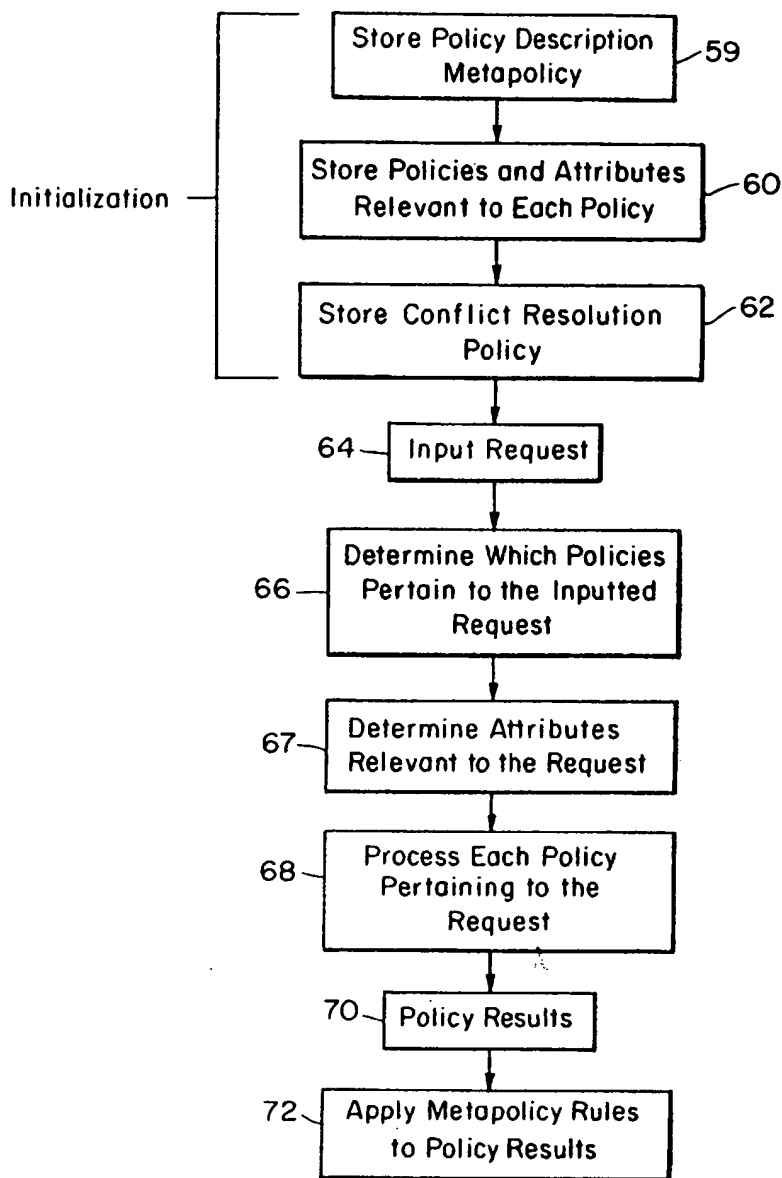 Store Policy Description
Metapolicy
59
Store Policies and Attributes
Relevant to Each Policy
60
Initialization
Store Conflict Resolution
Policy
62
64
Input Request
Determine Which Policies
Pertain to the Inputted
Request
66
67
Determine Attributes
Relevant to the Request
68
Process Each Policy
Pertaining to the
Request
70
Policy Results
72
Apply Metapolicy Rules
to Policy Results